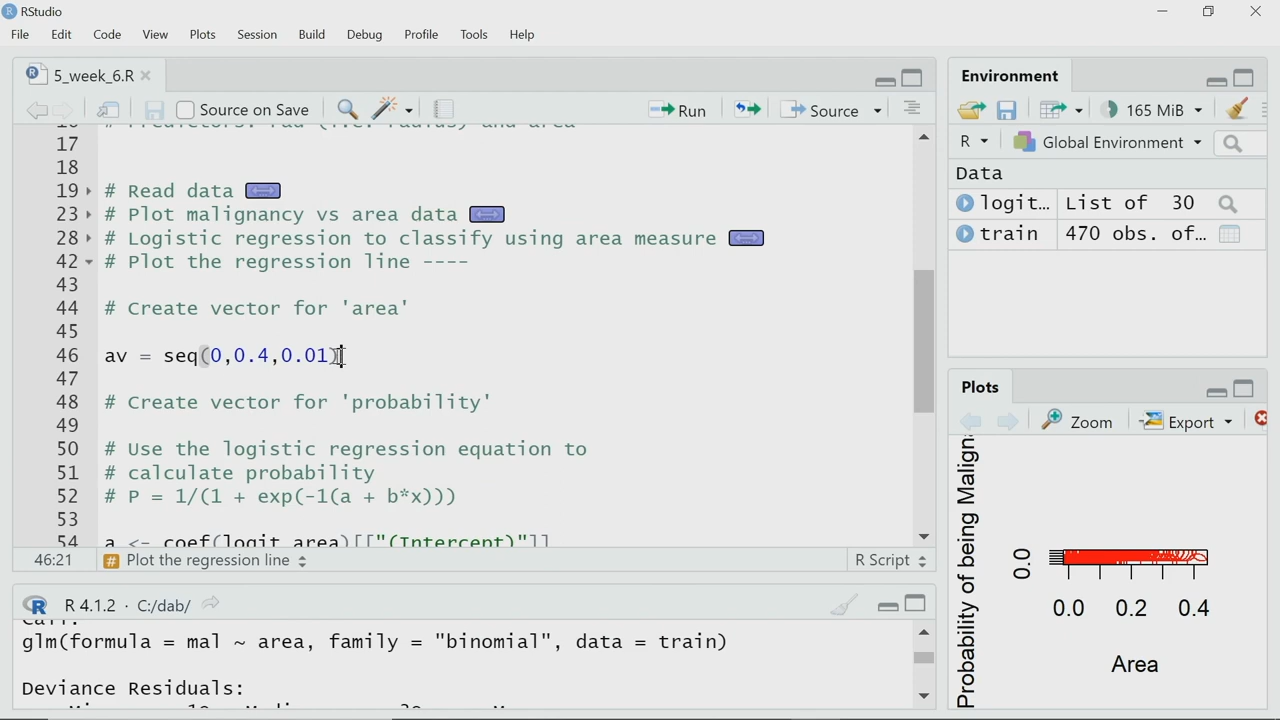 RStudio
File Edit Code View Plots Session Build Debug Profile Tools Help
5_week_6.R
Source on Save
Run
Source
17
18
19 # Read data
23 # Plot malignancy vs area data
28 # Logistic regression to classify using area measure
42 # Plot the regression line ----
43
44 # Create vector for 'area'
45
46 av = seq(0,0.4,0.01)
47
48 # Create vector for 'probability'
49
50 # Use the logistic regression equation to
51 # calculate probability
52 # P = 1/(1 + exp(-1(a + b*x)))
53
54 a <- coef(logit_area)[["(Intercept)"]]
46:21 # Plot the regression line R Script
R 4.1.2 · C:/dab/
Call:
glm(formula = mal ~ area, family = "binomial", data = train)
Deviance Residuals:
Environment
165 MiB
R Global Environment
Data
logit… List of 30
train 470 obs. of…
Plots
Zoom Export
Probability of being Malign
0.0
0.0 0.2 0.4
Area